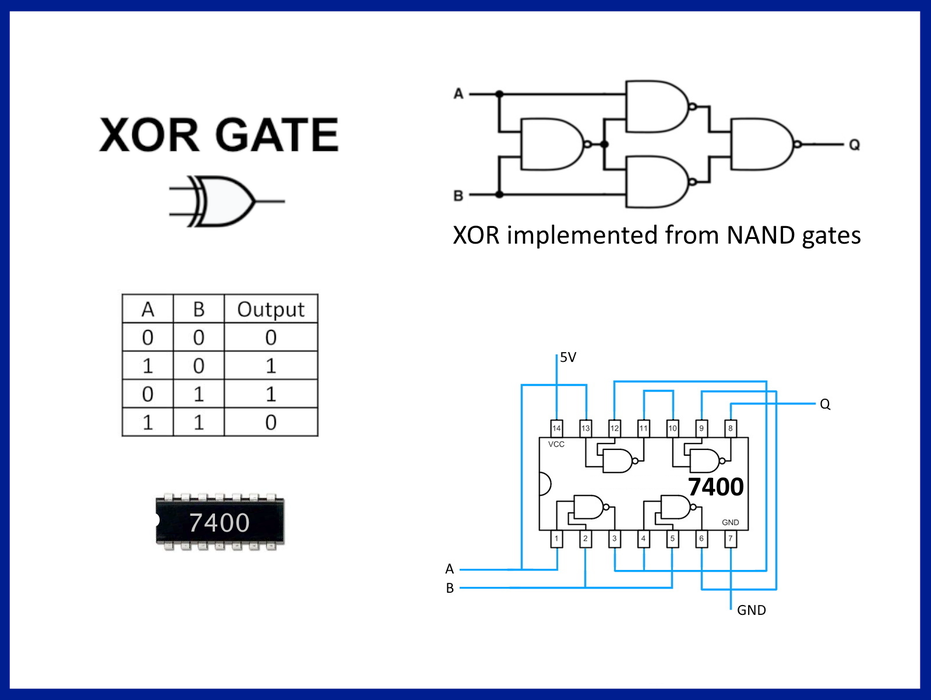 XOR GATE
A
B
Q
XOR implemented from NAND gates
A B Output
0 0 0
1 0 1
0 1 1
1 1 0
7400
5V
Q
14 13 12 11 10 9 8
VCC
7400
GND
1 2 3 4 5 6 7
A
B
GND